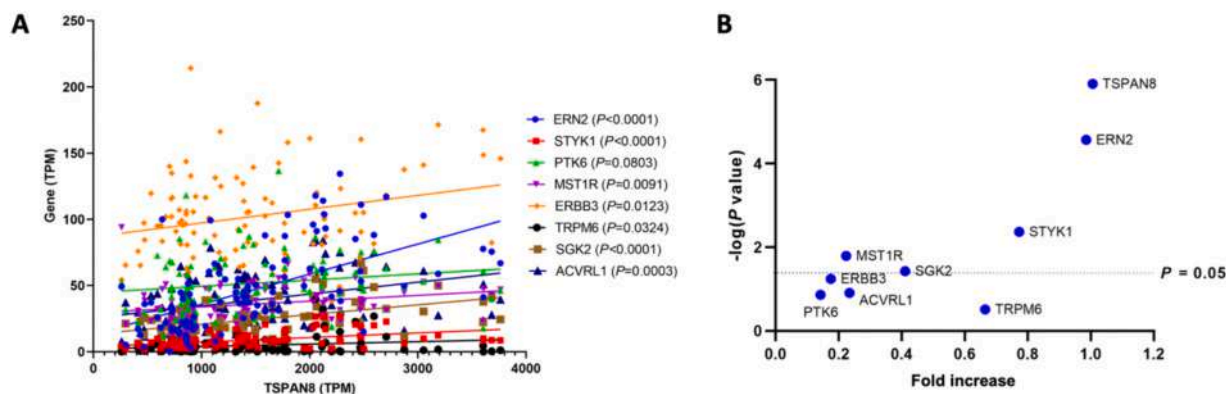 A
250
200
150
100
50
0
Gene (TPM)
0 1000 2000 3000 4000
TSPAN8 (TPM)
ERN2 (P<0.0001)
STYK1 (P<0.0001)
PTK6 (P=0.0803)
MST1R (P=0.0091)
ERBB3 (P=0.0123)
TRPM6 (P=0.0324)
SGK2 (P<0.0001)
ACVRL1 (P=0.0003)
B
6
4
2
0
-log(P value)
TSPAN8
ERN2
STYK1
MST1R
SGK2
P = 0.05
ERBB3
ACVRL1
PTK6
TRPM6
0.0 0.2 0.4 0.6 0.8 1.0 1.2
Fold increase